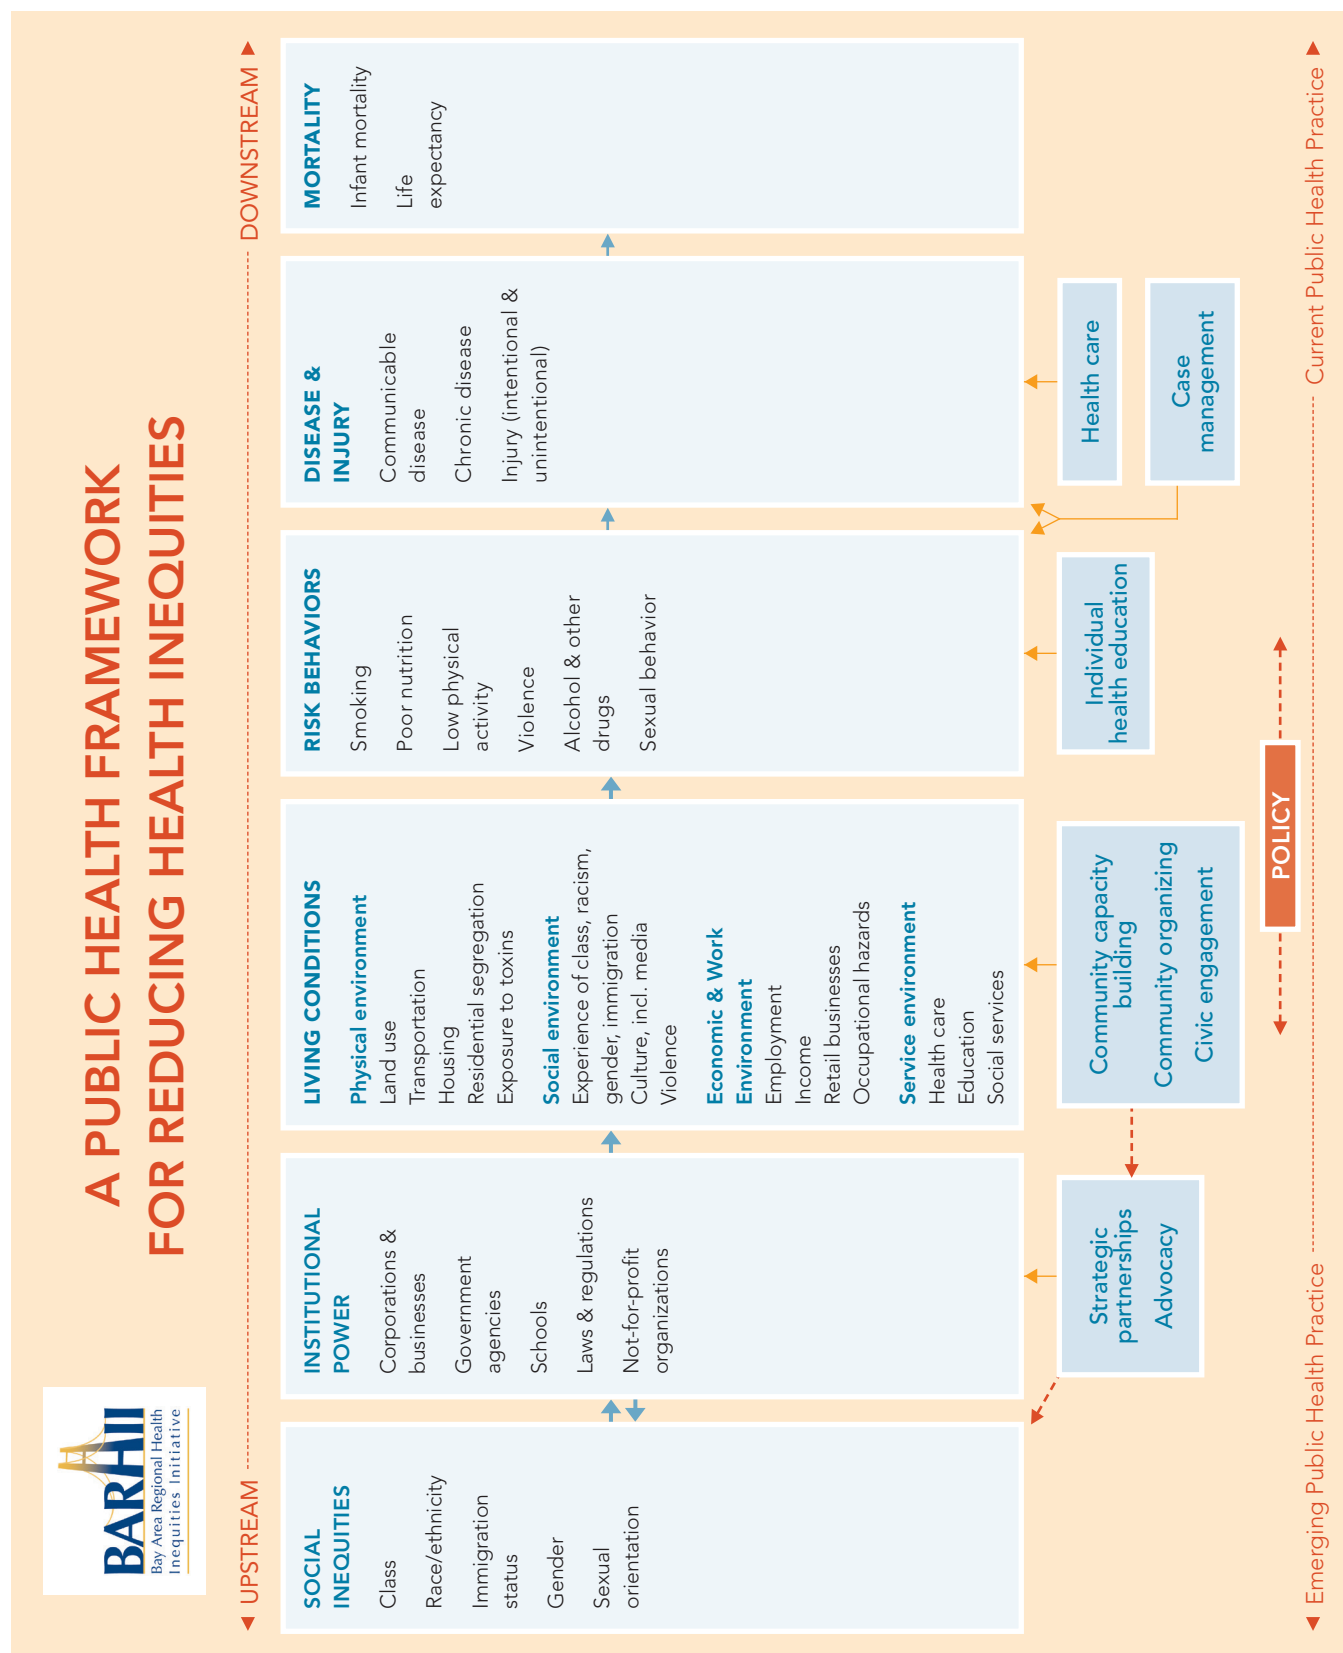 A PUBLIC HEALTH FRAMEWORK
FOR REDUCING HEALTH INEQUITIES
BARHII
Bay Area Regional Health
Inequities Initiative
UPSTREAM
DOWNSTREAM
SOCIAL
INEQUITIES
Class
Race/ethnicity
Immigration
status
Gender
Sexual
orientation
INSTITUTIONAL
POWER
Corporations &
businesses
Government
agencies
Schools
Laws & regulations
Not-for-profit
organizations
LIVING CONDITIONS
Physical environment
Land use
Transportation
Housing
Residential segregation
Exposure to toxins
Social environment
Experience of class, racism,
gender, immigration
Culture, incl. media
Violence
Economic & Work
Environment
Employment
Income
Retail businesses
Occupational hazards
Service environment
Health care
Education
Social services
RISK BEHAVIORS
Smoking
Poor nutrition
Low physical
activity
Violence
Alcohol & other
drugs
Sexual behavior
DISEASE &
INJURY
Communicable
disease
Chronic disease
Injury (intentional &
unintentional)
MORTALITY
Infant mortality
Life
expectancy
Strategic
partnerships
Advocacy
Community capacity
building
Community organizing
Civic engagement
Individual
health education
Health care
Case
management
POLICY
Emerging Public Health Practice
Current Public Health Practice